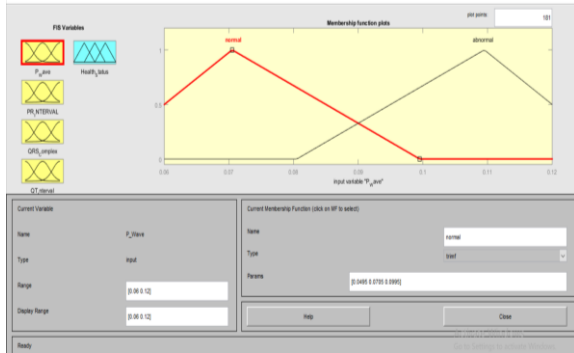 FIS Variables
Membership function plots
plot points:
181
P_Wave
Health_Status
PR_INTERVAL
QRS_complex
QT_interval
normal
abnormal
1
0.5
0
0.06
0.07
0.08
0.09
0.1
0.11
0.12
input variable "P_Wave"
Current Variable
Name
P_Wave
Type
input
Range
[0.06 0.12]
Display Range
[0.06 0.12]
Current Membership Function (click on MF to select)
Name
normal
Type
trimf
Params
[0.0495 0.0705 0.0995]
Help
Close
Ready